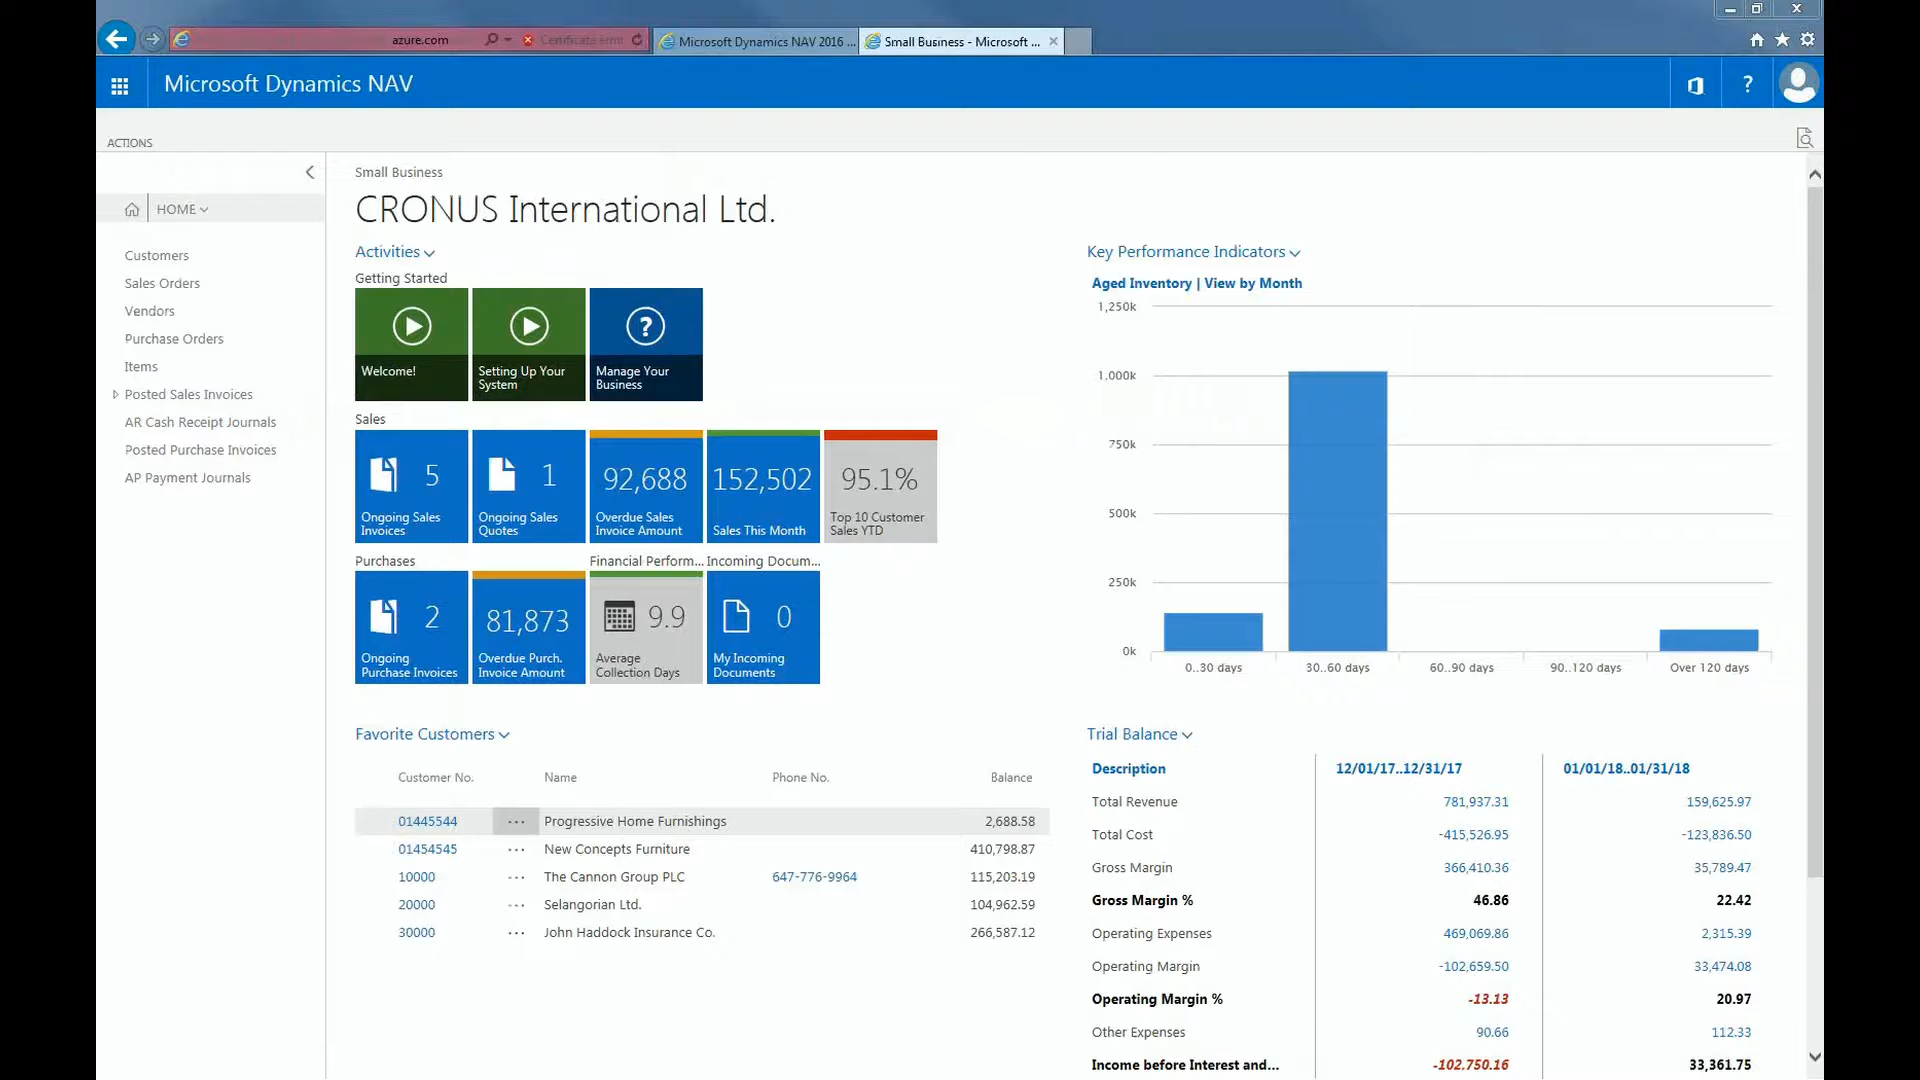 azure.com
Certificate error
Microsoft Dynamics NAV 2016 ...
Small Business - Microsoft ...
Microsoft Dynamics NAV
?
ACTIONS
HOME
Customers
Sales Orders
Vendors
Purchase Orders
Items
Posted Sales Invoices
AR Cash Receipt Journals
Posted Purchase Invoices
AP Payment Journals
Small Business
CRONUS International Ltd.
Activities
Getting Started
Welcome!
Setting Up Your
System
?
Manage Your
Business
Sales
5
Ongoing Sales
Invoices
1
Ongoing Sales
Quotes
92,688
Overdue Sales
Invoice Amount
152,502
Sales This Month
95.1%
Top 10 Customer
Sales YTD
Purchases
Financial Perform...
Incoming Docum...
2
Ongoing
Purchase Invoices
81,873
Overdue Purch.
Invoice Amount
9.9
Average
Collection Days
0
My Incoming
Documents
Key Performance Indicators
Aged Inventory | View by Month
1,250k
1,000k
750k
500k
250k
0k
0..30 days
30..60 days
60..90 days
90..120 days
Over 120 days
Favorite Customers
Customer No. Name Phone No. Balance
01445544 ... Progressive Home Furnishings 2,688.58
01454545 ... New Concepts Furniture 410,798.87
10000 ... The Cannon Group PLC 647-776-9964 115,203.19
20000 ... Selangorian Ltd. 104,962.59
30000 ... John Haddock Insurance Co. 266,587.12
Trial Balance
Description 12/01/17..12/31/17 01/01/18..01/31/18
Total Revenue 781,937.31 159,625.97
Total Cost -415,526.95 -123,836.50
Gross Margin 366,410.36 35,789.47
Gross Margin % 46.86 22.42
Operating Expenses 469,069.86 2,315.39
Operating Margin -102,659.50 33,474.08
Operating Margin % -13.13 20.97
Other Expenses 90.66 112.33
Income before Interest and... -102,750.16 33,361.75